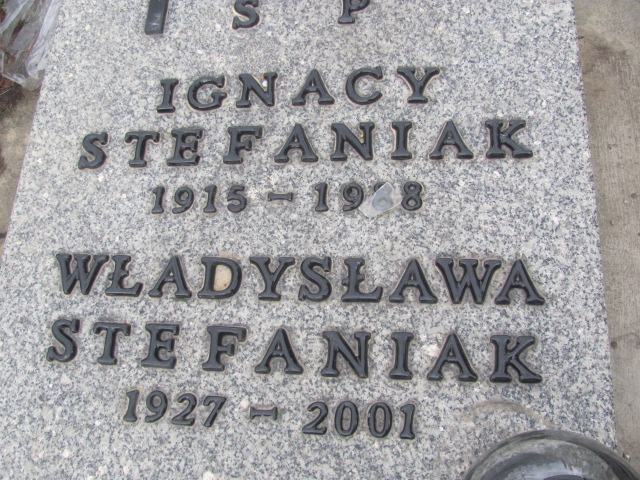 S P
IGNACY
STEFANIAK
1915 -
WŁADYSŁAWA
STEFANIAK
1927 - 2001